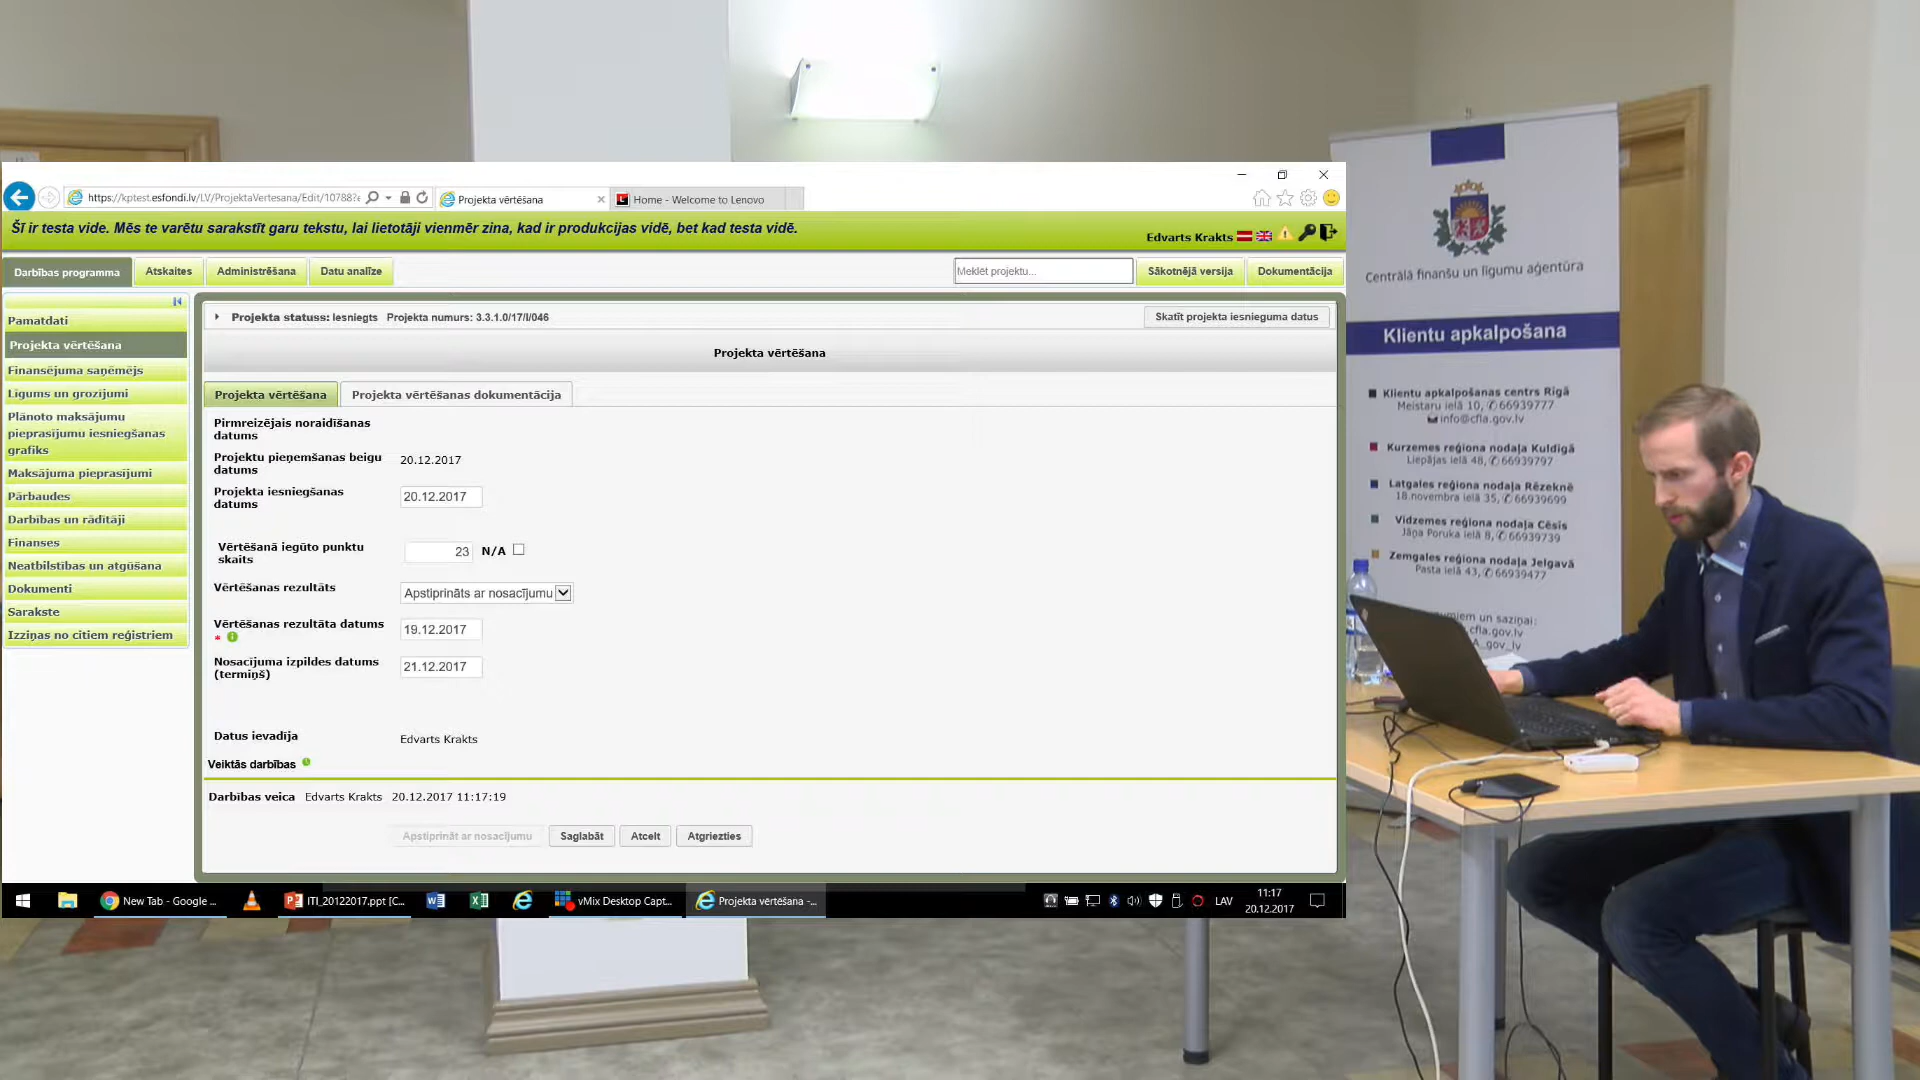 https://kptest.esfondi.lv/LV/ProjektaVertesana/Edit/10788?
Projekta vērtēšana
Home - Welcome to Lenovo
Šī ir testa vide. Mēs te varētu sarakstīt garu tekstu, lai lietotāji vienmēr zina, kad ir produkcijas vidē, bet kad testa vidē.
Edvarts Krakts
Darbības programma
Atskaites
Administrēšana
Datu analīze
Meklēt projektu...
Sākotnējā versija
Dokumentācija
Pamatdati
Projekta vērtēšana
Finansējuma saņēmējs
Līgums un grozījumi
Plānoto maksājumu
pieprasījumu iesniegšanas
grafiks
Maksājuma pieprasījumi
Pārbaudes
Darbības un rādītāji
Finanses
Neatbilstības un atgūšana
Dokumenti
Sarakste
Izziņas no citiem reģistriem
Projekta statuss: Iesniegts Projekta numurs: 3.3.1.0/17/I/046
Skatīt projekta iesnieguma datus
Projekta vērtēšana
Projekta vērtēšana
Projekta vērtēšanas dokumentācija
Pirmreizējais noraidīšanas
datums
Projektu pieņemšanas beigu
datums
20.12.2017
Projekta iesniegšanas
datums
20.12.2017
Vērtēšanā iegūto punktu
skaits
23 N/A
Vērtēšanas rezultāts
Apstiprināts ar nosacījumu
Vērtēšanas rezultāta datums
*
19.12.2017
Nosacījuma izpildes datums
(termiņš)
21.12.2017
Datus ievadīja
Edvarts Krakts
Veiktās darbības
Darbības veica Edvarts Krakts 20.12.2017 11:17:19
Apstiprināt ar nosacījumu
Saglabāt
Atcelt
Atgriezties
New Tab - Google ...
ITI_20122017.ppt [C...
vMix Desktop Capt...
Projekta vērtēšana -...
LAV
11:17
20.12.2017
Centrālā finanšu un līgumu aģentūra
Klientu apkalpošana
Klientu apkalpošanas centrs Rīgā
Meistaru ielā 10, ✆66939777
info@cfla.gov.lv
Kurzemes reģiona nodaļa Kuldīgā
Liepājas ielā 48, ✆66939797
Latgales reģiona nodaļa Rēzeknē
18.novembra ielā 35, ✆66939699
Vidzemes reģiona nodaļa Cēsīs
Jāņa Poruka ielā 8, ✆66939739
Zemgales reģiona nodaļa Jelgavā
Pasta ielā 43, ✆66939477
un saziņai:
cfla.gov.lv
A_gov_lv